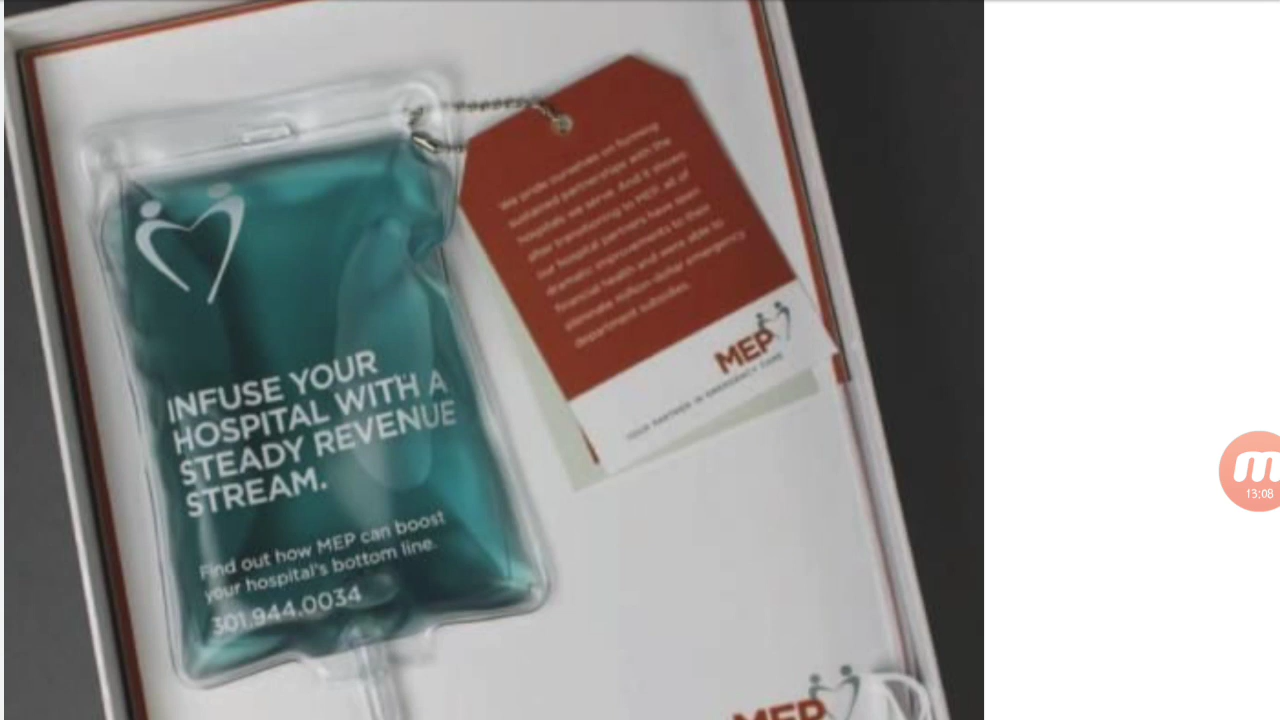 INFUSE YOUR
HOSPITAL WITH A
STEADY REVENUE
STREAM.
Find out how MEP can boost
your hospital's bottom line.
301.944.0034
We pride ourselves on forming
sustained partnerships with the
hospitals we serve. And it shows:
after transitioning to MEP, all of
our hospital partners have seen
dramatic improvements to their
financial health and were able to
eliminate million-dollar emergency
department subsidies.
MEP
YOUR PARTNER IN EMERGENCY CARE
MEP
13:08